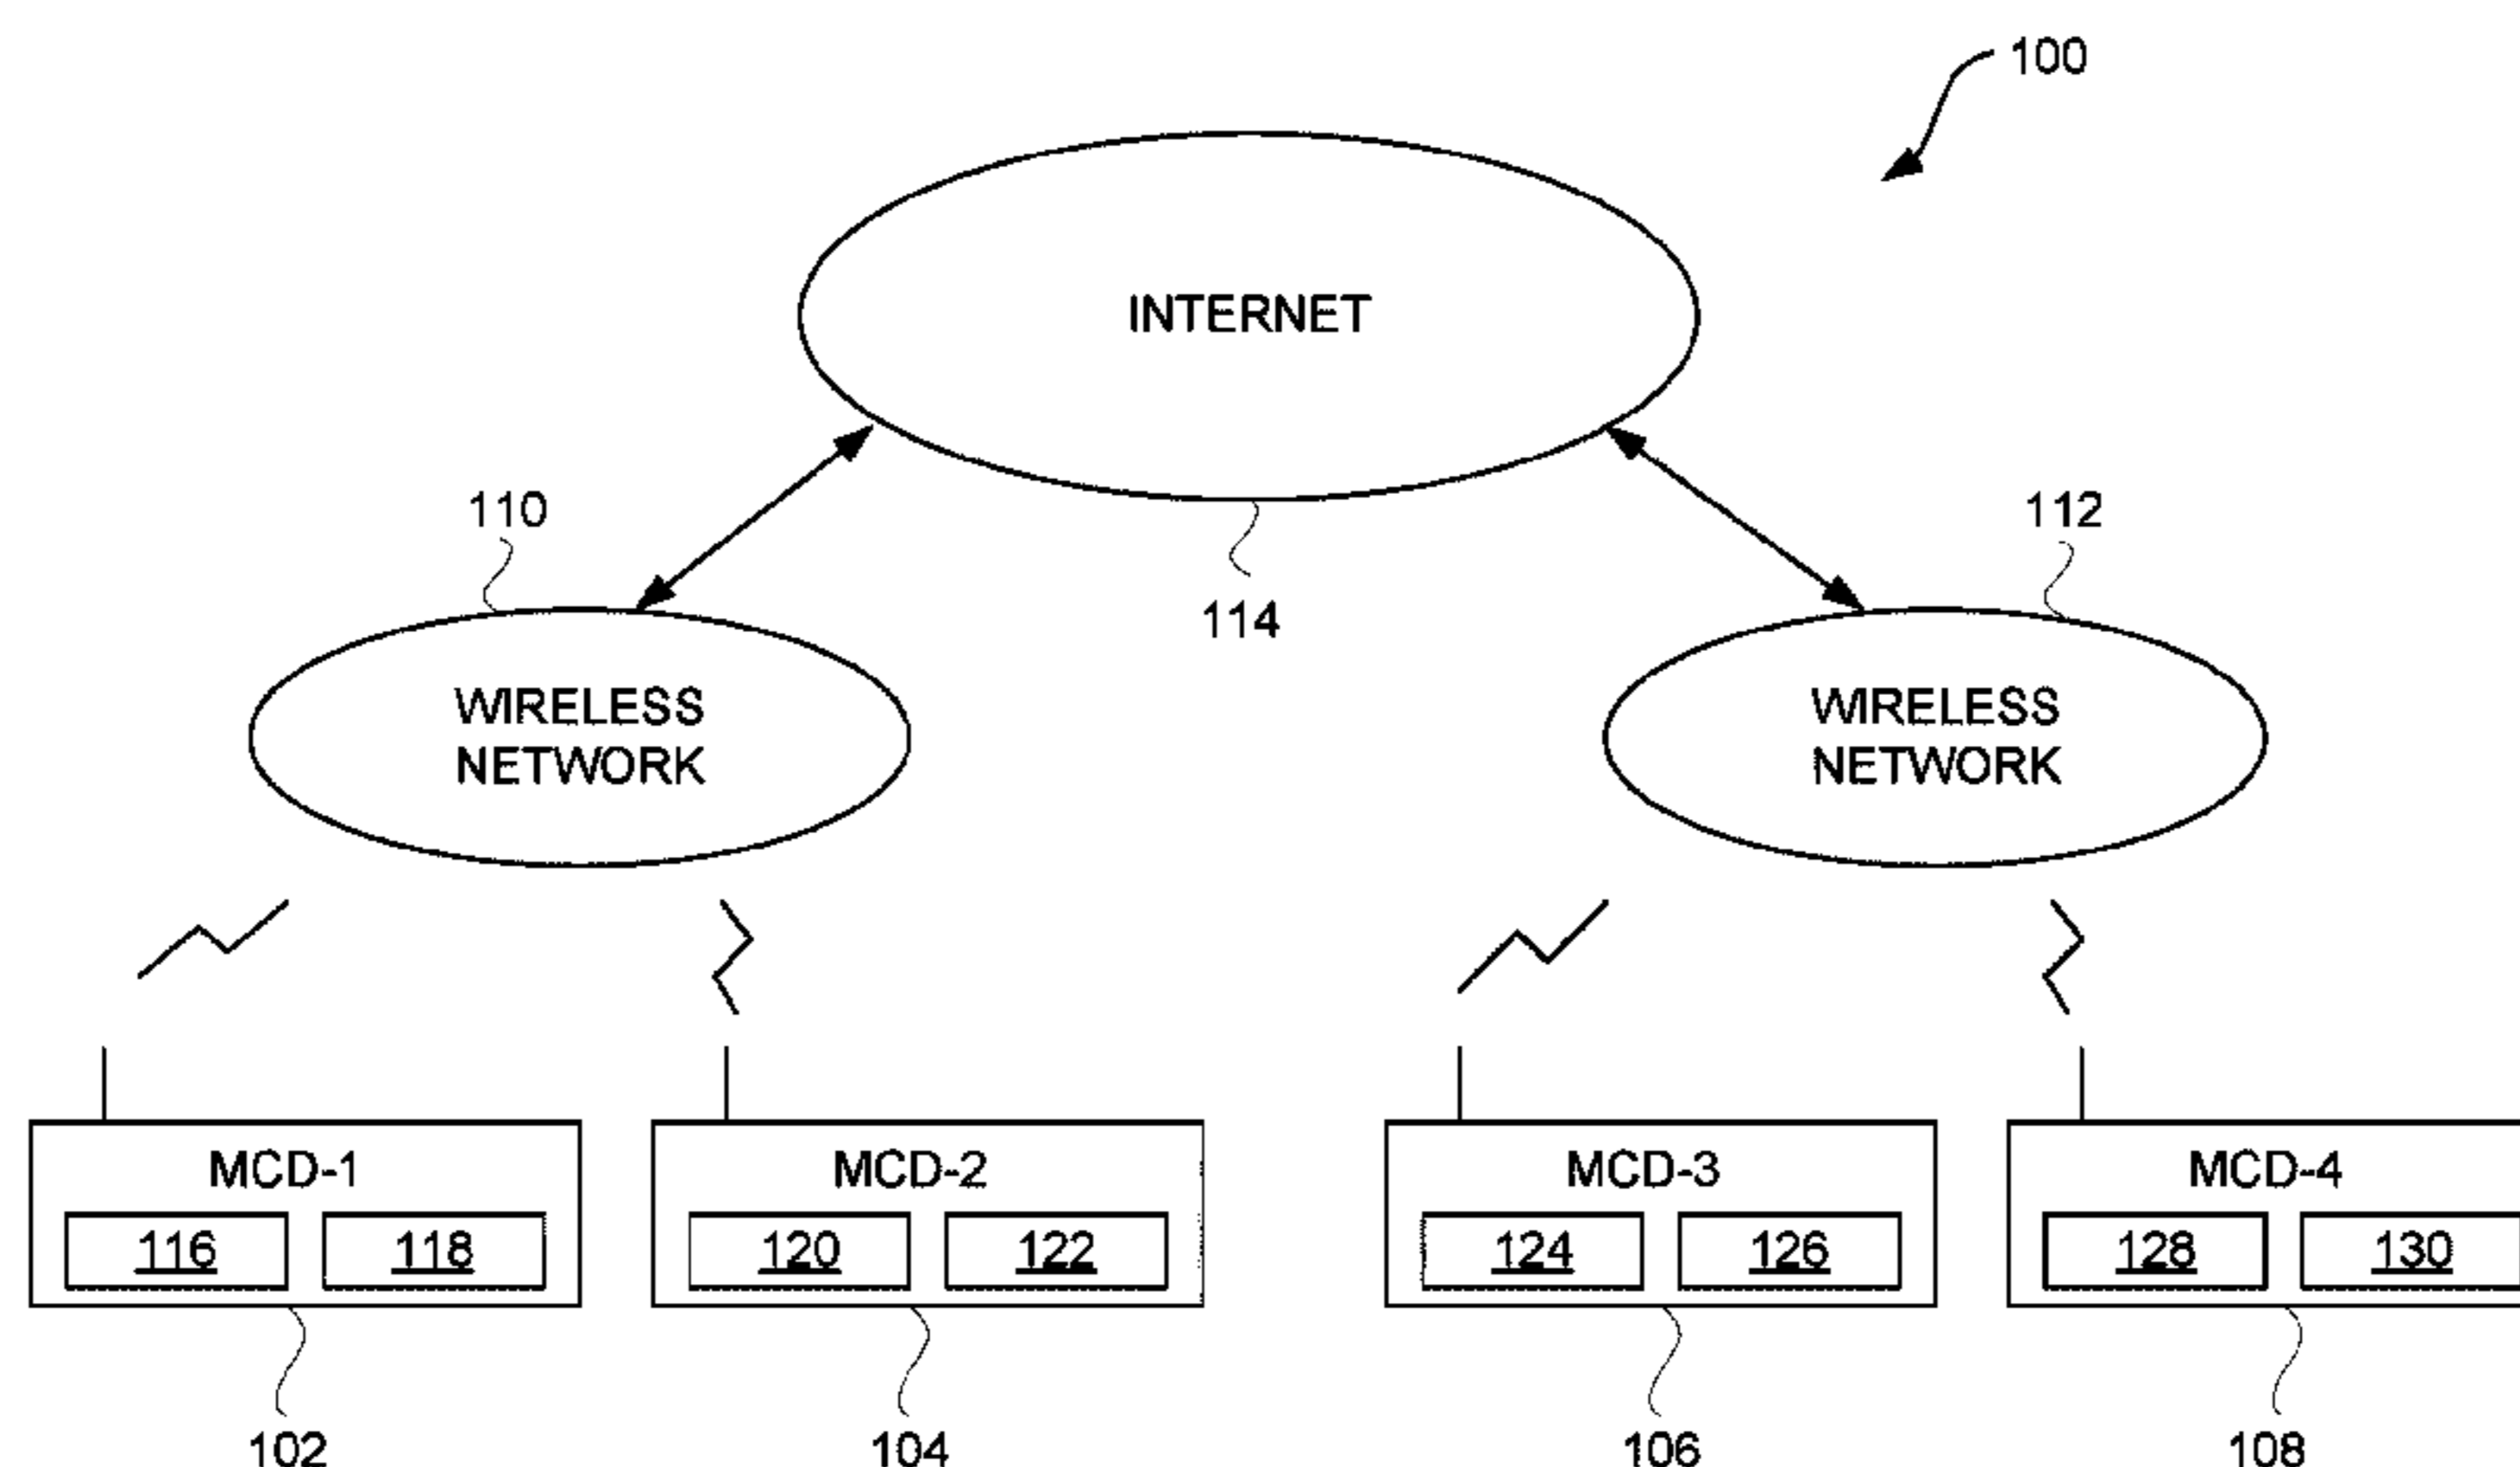 100
INTERNET
110
112
114
WIRELESS
NETWORK
WIRELESS
NETWORK
MCD-1
MCD-2
MCD-3
MCD-4
116
118
120
122
124
126
128
130
102
104
106
108